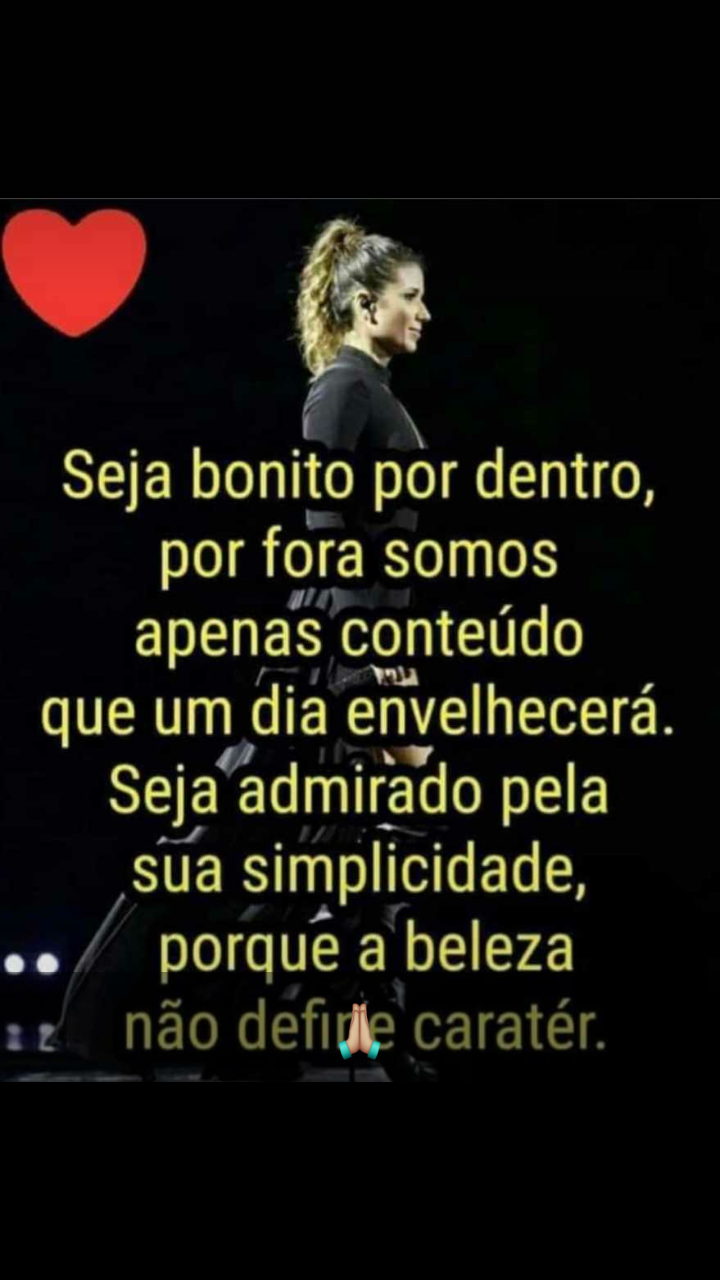 Seja bonito por dentro,
por fora somos
apenas conteúdo
que um dia envelhecerá.
Seja admirado pela
sua simplicidade,
porque a beleza
não define caratér.